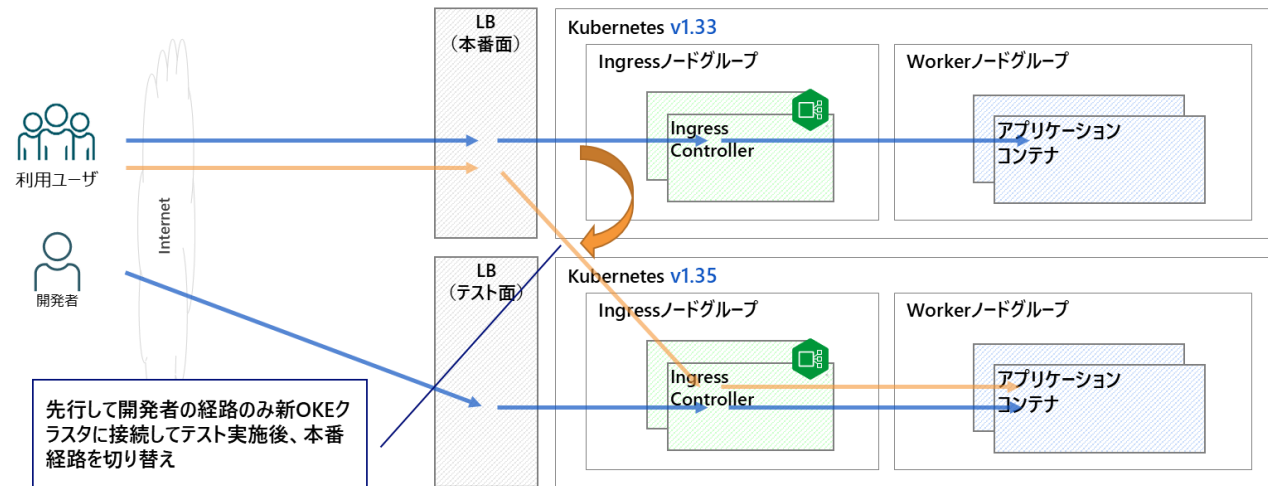 LB
（本番面）
Kubernetes v1.33
Ingressノードグループ
Workerノードグループ
Ingress
Controller
アプリケーション
コンテナ
利用ユーザ
Internet
開発者
LB
（テスト面）
Kubernetes v1.35
Ingressノードグループ
Workerノードグループ
Ingress
Controller
アプリケーション
コンテナ
先行して開発者の経路のみ新OKEク
ラスタに接続してテスト実施後、本番
経路を切り替え